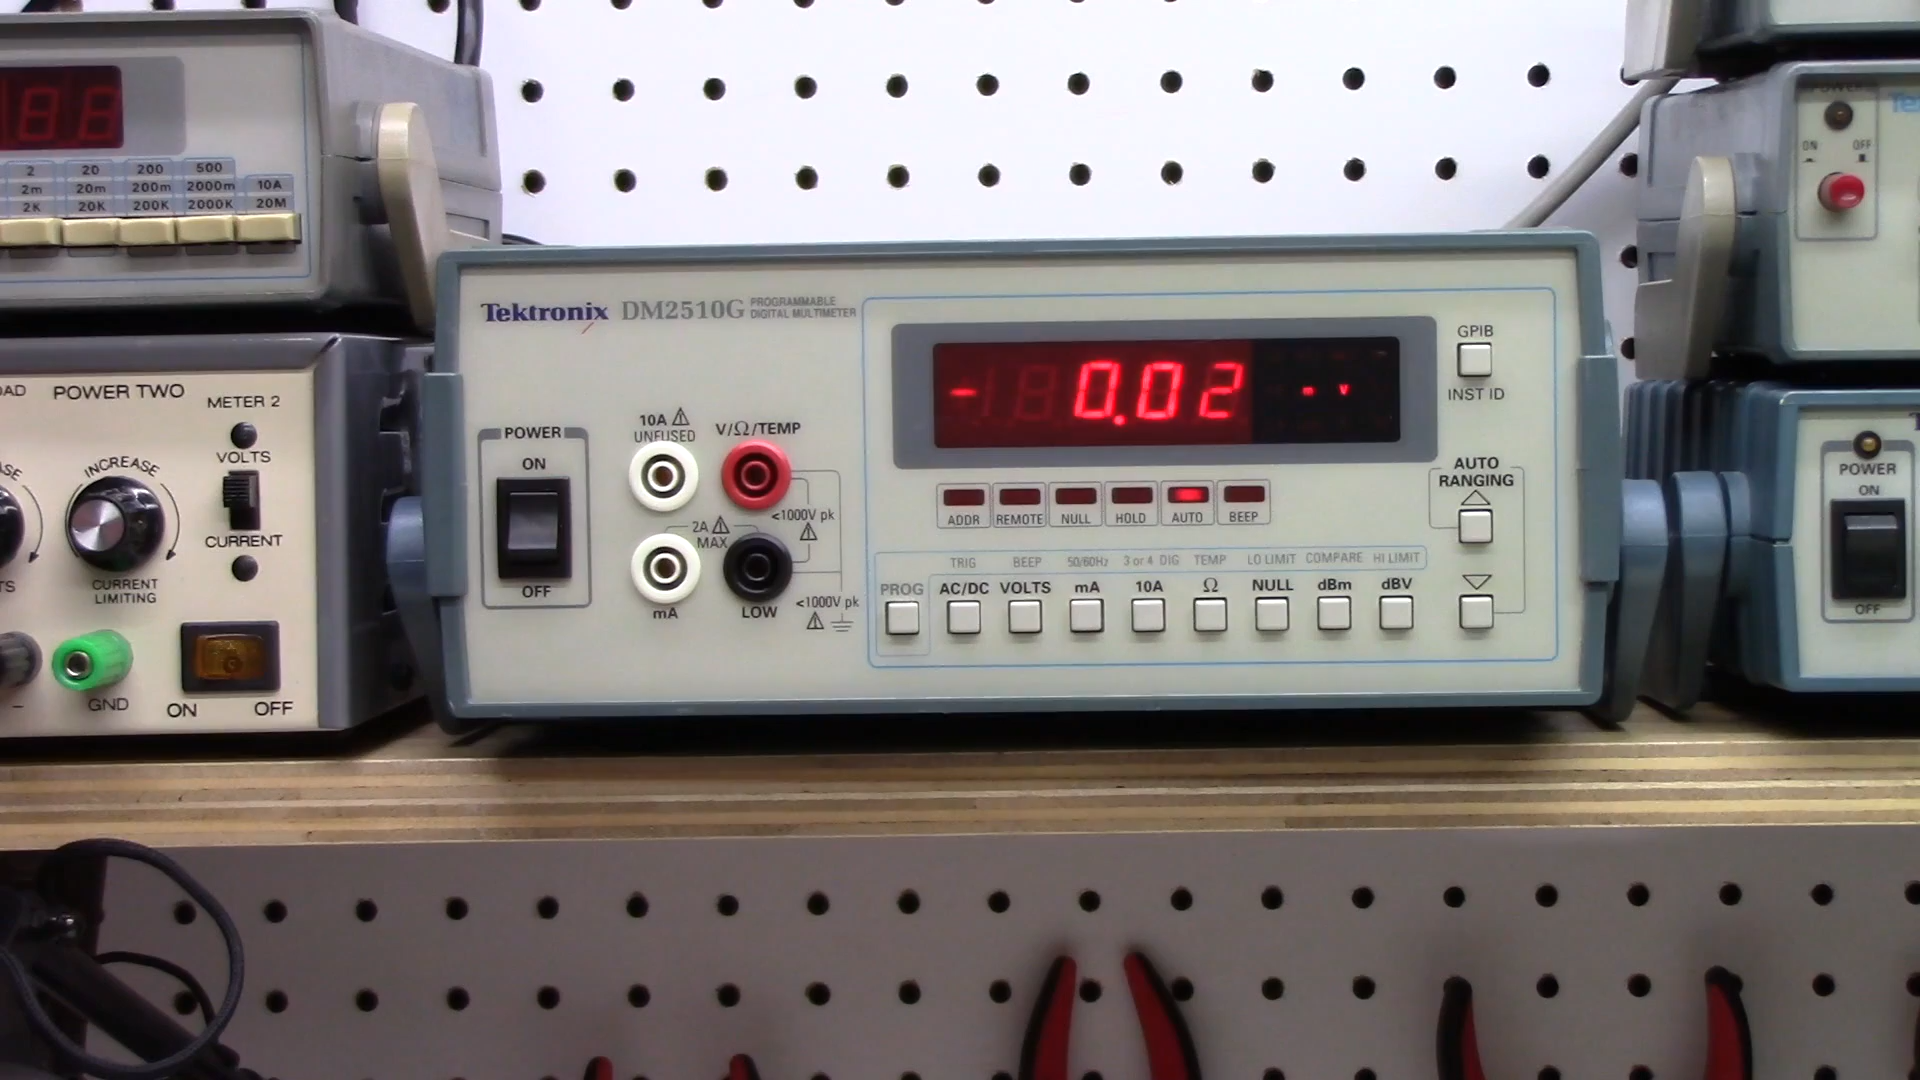 88
2 20 200 500
2m 20m 200m 2000m 10A
2K 20K 200K 2000K 20M
POWER TWO
METER 2
VOLTS
INCREASE
CURRENT
CURRENT
LIMITING
GND
ON OFF
Tektronix DM2510G PROGRAMMABLE
DIGITAL MULTIMETER
POWER
ON
OFF
10A
UNFUSED
V/Ω/TEMP
<1000V pk
2A
MAX
mA
LOW
<1000V pk
- 0.02 m v
GPIB
INST ID
AUTO
RANGING
ADDR REMOTE NULL HOLD AUTO BEEP
TRIG BEEP 50/60Hz 3 or 4 DIG TEMP LO LIMIT COMPARE HI LIMIT
PROG AC/DC VOLTS mA 10A Ω NULL dBm dBV
ON OFF
POWER
ON
OFF